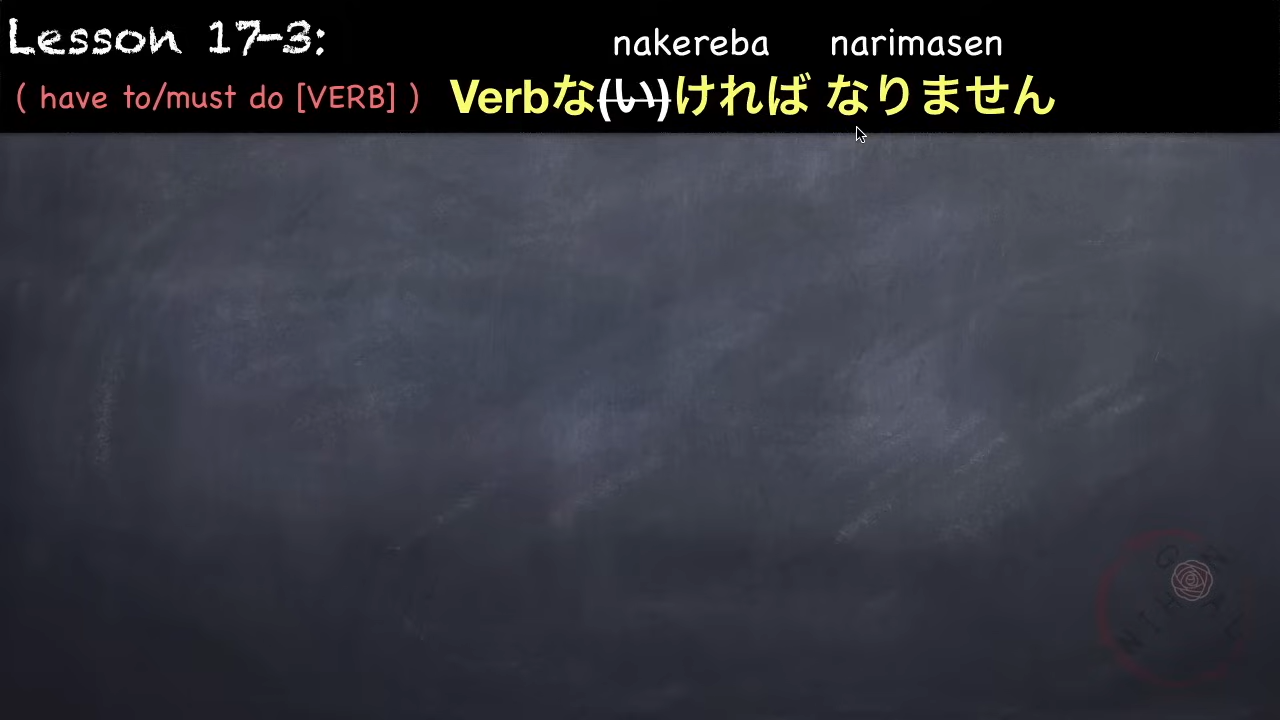 Lesson 17-3:
nakereba narimasen
( have to/must do [VERB] ) Verbな(い)ければ なりません